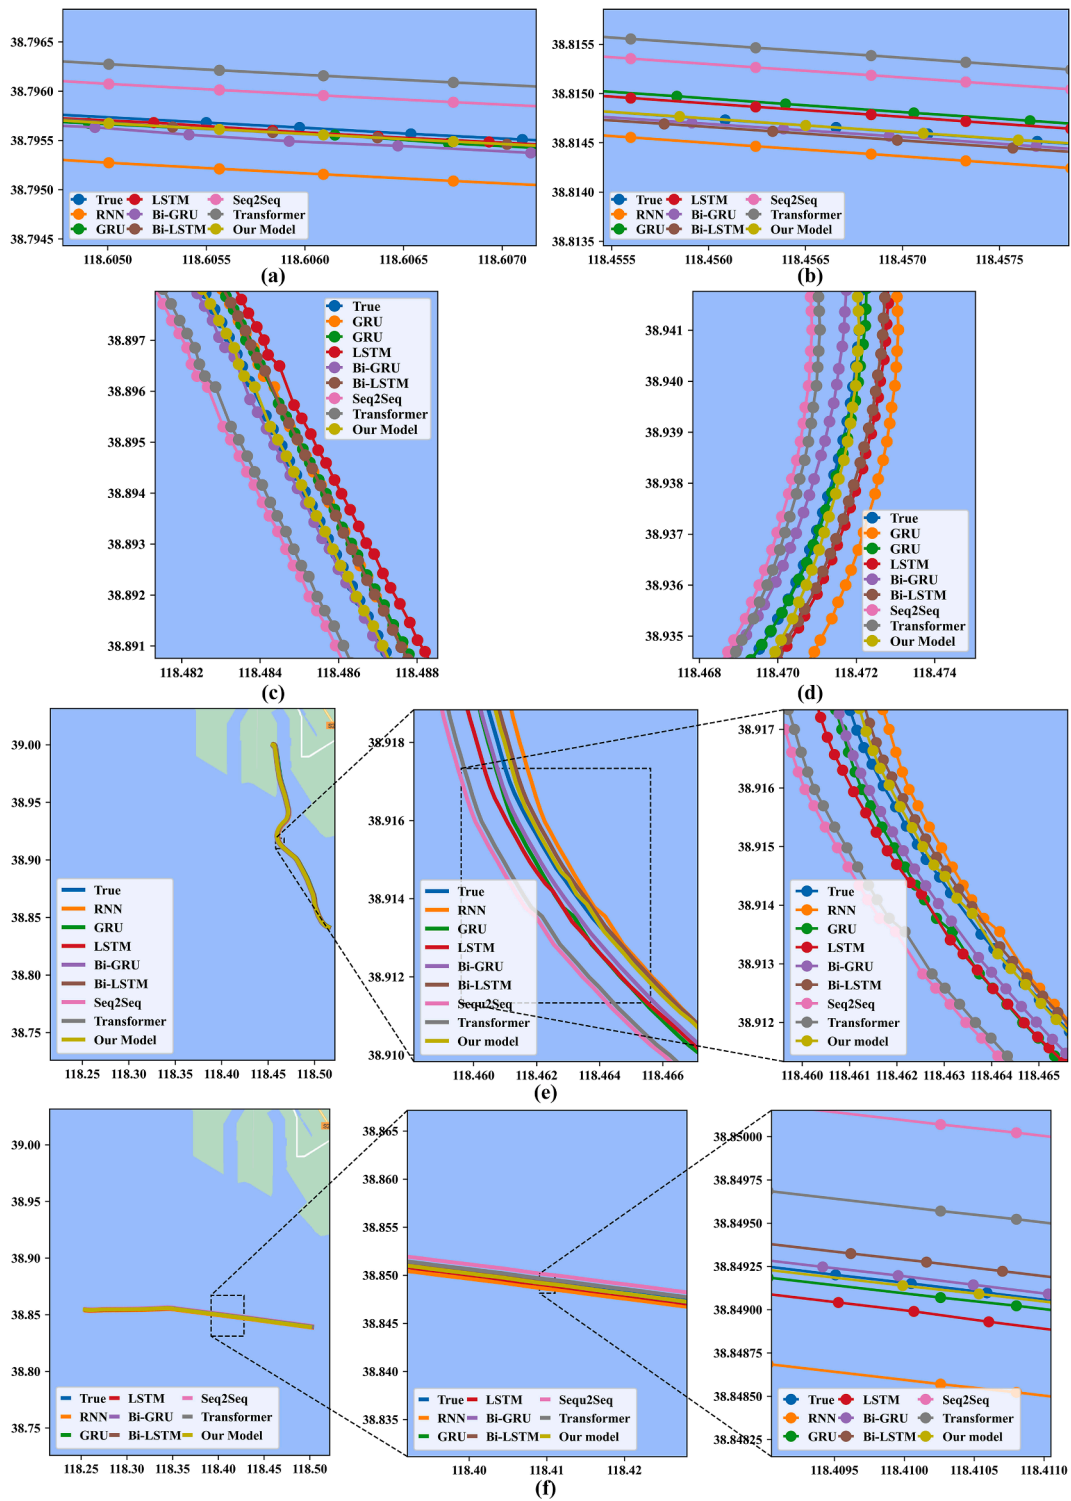 38.7965
38.7960
38.7955
38.7950
38.7945
True LSTM Seq2Seq
RNN Bi-GRU Transformer
GRU Bi-LSTM Our Model
118.6050 118.6055 118.6060 118.6065 118.6070
(a)
38.8155
38.8150
38.8145
38.8140
38.8135
True LSTM Seq2Seq
RNN Bi-GRU Transformer
GRU Bi-LSTM Our Model
118.4555 118.4560 118.4565 118.4570 118.4575
(b)
38.897
38.896
38.895
38.894
38.893
38.892
38.891
True
GRU
GRU
LSTM
Bi-GRU
Bi-LSTM
Seq2Seq
Transformer
Our Model
118.482 118.484 118.486 118.488
(c)
38.941
38.940
38.939
38.938
38.937
38.936
38.935
True
GRU
GRU
LSTM
Bi-GRU
Bi-LSTM
Seq2Seq
Transformer
Our Model
118.468 118.470 118.472 118.474
(d)
39.00
38.95
38.90
38.85
38.80
38.75
True
RNN
GRU
LSTM
Bi-GRU
Bi-LSTM
Seq2Seq
Transformer
Our Model
118.25 118.30 118.35 118.40 118.45 118.50
38.918
38.916
38.914
38.912
38.910
True
RNN
GRU
LSTM
Bi-GRU
Bi-LSTM
Sequ2Seq
Transformer
Our model
118.460 118.462 118.464 118.466
38.917
38.916
38.915
38.914
38.913
38.912
True
RNN
GRU
LSTM
Bi-GRU
Bi-LSTM
Seq2Seq
Transformer
Our model
118.460 118.461 118.462 118.463 118.464 118.465
(e)
39.00
38.95
38.90
38.85
38.80
38.75
True LSTM Seq2Seq
RNN Bi-GRU Transformer
GRU Bi-LSTM Our Model
118.25 118.30 118.35 118.40 118.45 118.50
38.865
38.860
38.855
38.850
38.845
38.840
38.835
True LSTM Sequ2Seq
RNN Bi-GRU Transformer
GRU Bi-LSTM Our model
118.40 118.41 118.42
38.85000
38.84975
38.84950
38.84925
38.84900
38.84875
38.84850
38.84825
True LSTM Seq2Seq
RNN Bi-GRU Transformer
GRU Bi-LSTM Our model
118.4095 118.4100 118.4105 118.4110
(f)